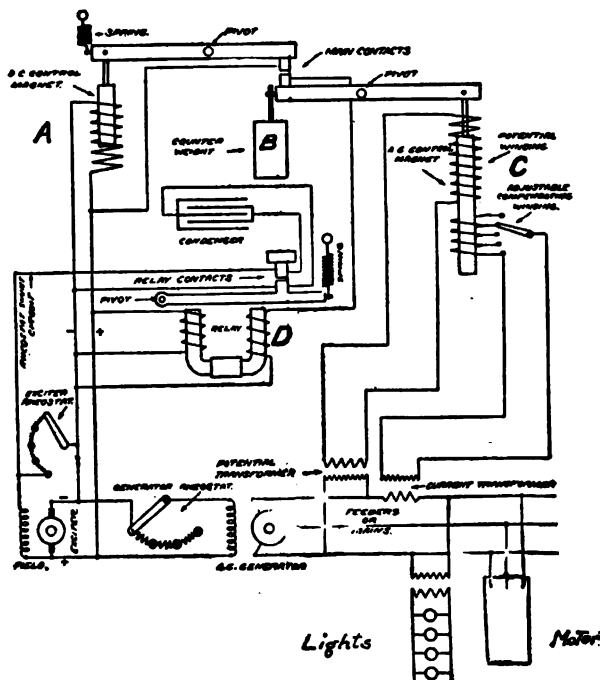 SPRING.
PIVOT
MAIN CONTACTS
D C CONTROL
MAGNET.
PIVOT
A
B
COUNTER
WEIGHT
A C CONTROL
MAGNET
POTENTIAL
WINDING.
C
ADJUSTABLE
COMPENSATING
WINDING.
CONDENSER
RELAY CONTACTS
SPRING
PIVOT
RHEOSTAT SHUNT
CIRCUIT
- +
RELAY
D
EXCITER
RHEOSTAT.
POTENTIAL
TRANSFORMER
GENERATOR RHEOSTAT.
CURRENT TRANSFORMER
-
EXCITER
FEEDERS
OR
MAINS.
+
FIELD.
A.C. GENERATOR
Lights
Motor